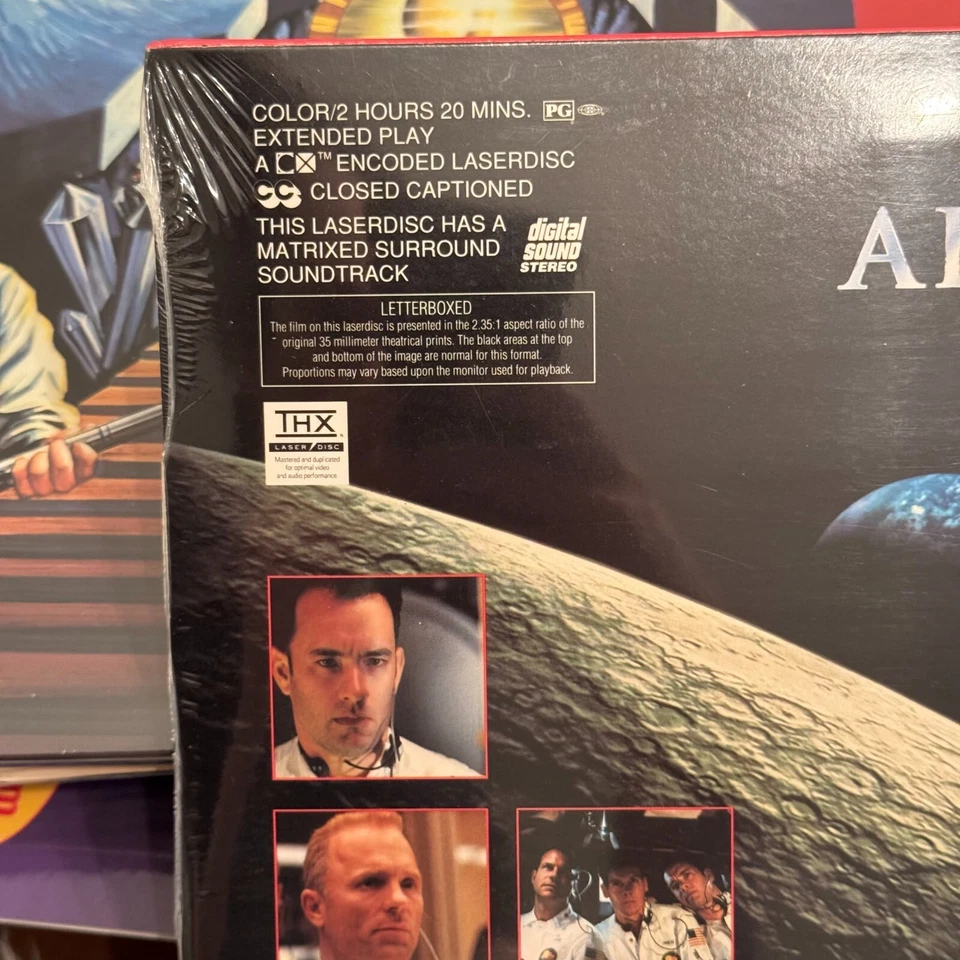 COLOR/2 HOURS 20 MINS. PG
EXTENDED PLAY
A CX™ ENCODED LASERDISC
CC CLOSED CAPTIONED
THIS LASERDISC HAS A
MATRIXED SURROUND
SOUNDTRACK
digital
SOUND
STEREO
LETTERBOXED
The film on this laserdisc is presented in the 2.35:1 aspect ratio of the
original 35 millimeter theatrical prints. The black areas at the top
and bottom of the image are normal for this format.
Proportions may vary based upon the monitor used for playback.
THX
LASER DISC
Mastered and duplicated
for optimal video
and audio performance.
A